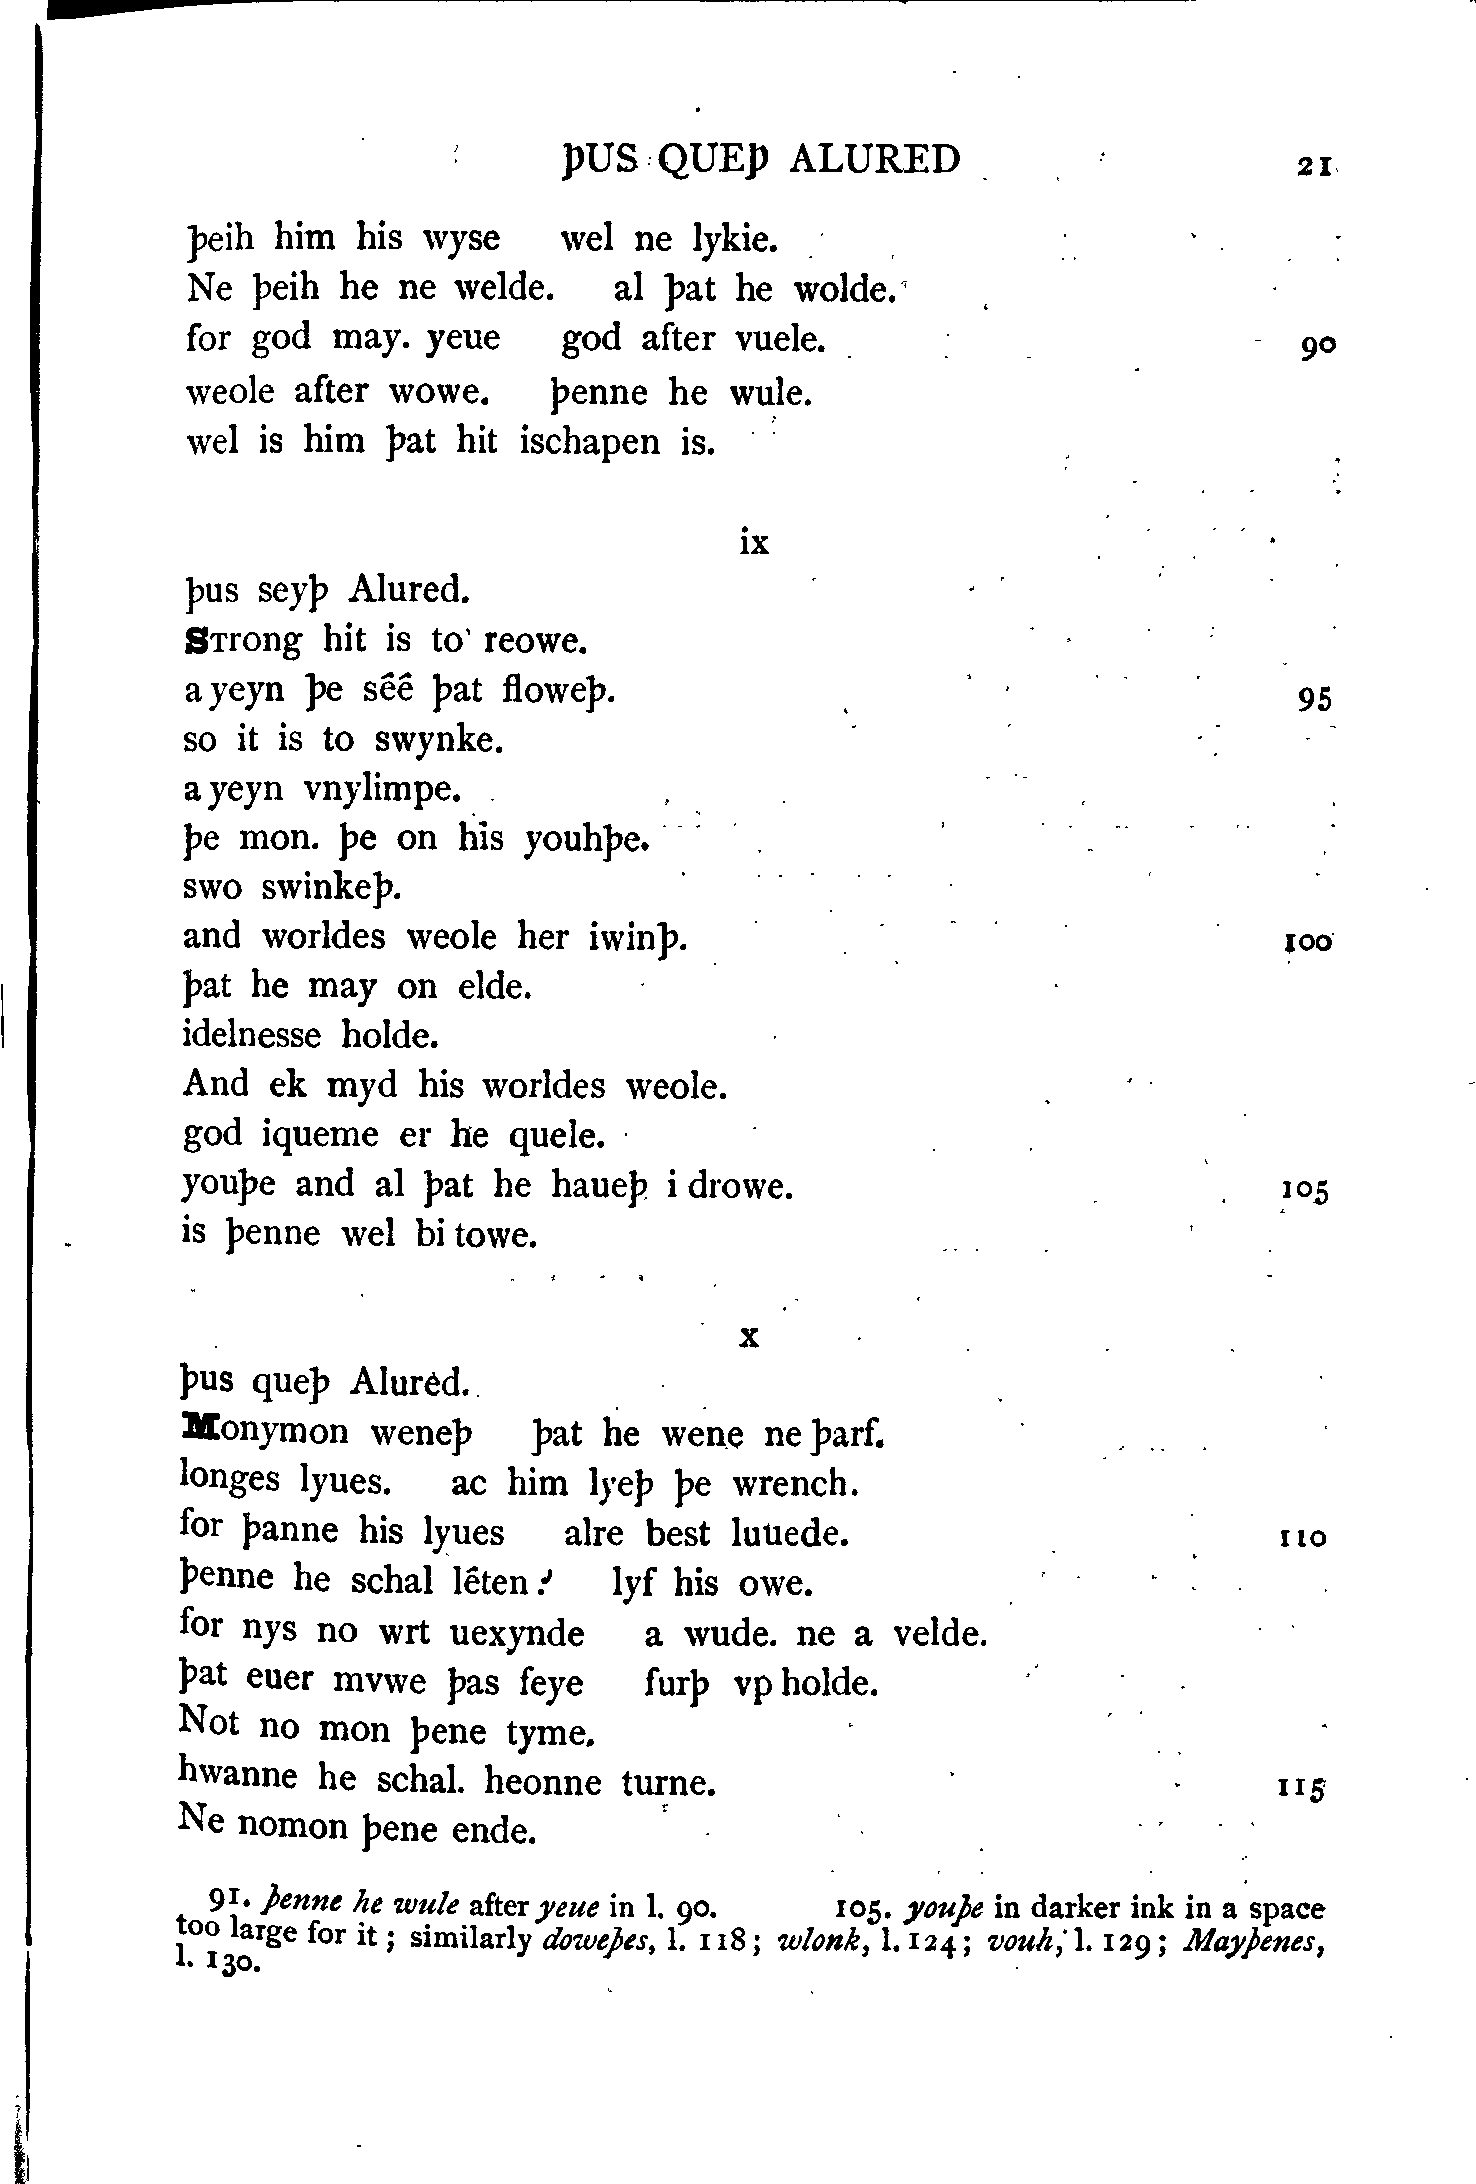 þUS QUEþ ALURED 21
þeih him his wyse wel ne lykie.
Ne þeih he ne welde. al þat he wolde.
for god may. yeue god after vuele. 90
weole after wowe. þenne he wule.
wel is him þat hit ischapen is.
ix
þus seyþ Alured.
STrong hit is to reowe.
a yeyn þe sêê þat floweþ. 95
so it is to swynke.
a yeyn vnylimpe.
þe mon. þe on his youhþe.
swo swinkeþ.
and worldes weole her iwinþ. 100
þat he may on elde.
idelnesse holde.
And ek myd his worldes weole.
god iqueme er he quele.
youþe and al þat he haueþ i drowe. 105
is þenne wel bi towe.
x
þus queþ Alured.
Monymon weneþ þat he wene ne þarf.
longes lyues. ac him lyeþ þe wrench.
for þanne his lyues alre best luuede. 110
þenne he schal lêten :' lyf his owe.
for nys no wrt uexynde a wude. ne a velde.
þat euer mvwe þas feye furþ vp holde.
Not no mon þene tyme.
hwanne he schal. heonne turne. 115
Ne nomon þene ende.
91. þenne he wule after yeue in l. 90. 105. youþe in darker ink in a space
too large for it ; similarly doweþes, l. 118 ; wlonk, l. 124 ; vouh, l. 129 ; Mayþenes,
l. 130.